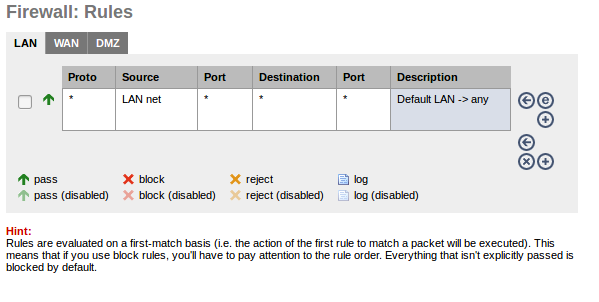 Firewall: Rules
LAN WAN DMZ
Proto Source Port Destination Port Description
* LAN net * * * Default LAN -> any
e
pass block reject log
pass (disabled) block (disabled) reject (disabled) log (disabled)
Hint:
Rules are evaluated on a first-match basis (i.e. the action of the first rule to match a packet will be executed). This
means that if you use block rules, you'll have to pay attention to the rule order. Everything that isn't explicitly passed is
blocked by default.